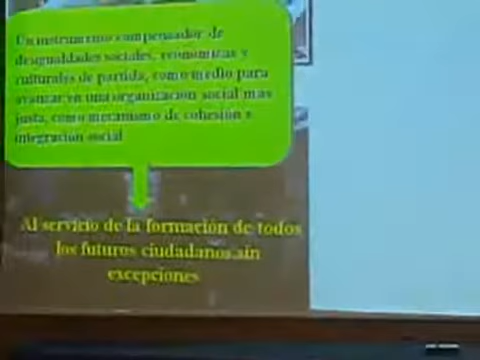 Un instrumento compensador de
desigualdades sociales, económicas y
culturales de partida, como medio para
avanzar en una organización social más
justa, como mecanismo de cohesión e
integración social
Al servicio de la formación de todos
los futuros ciudadanos sin
excepciones